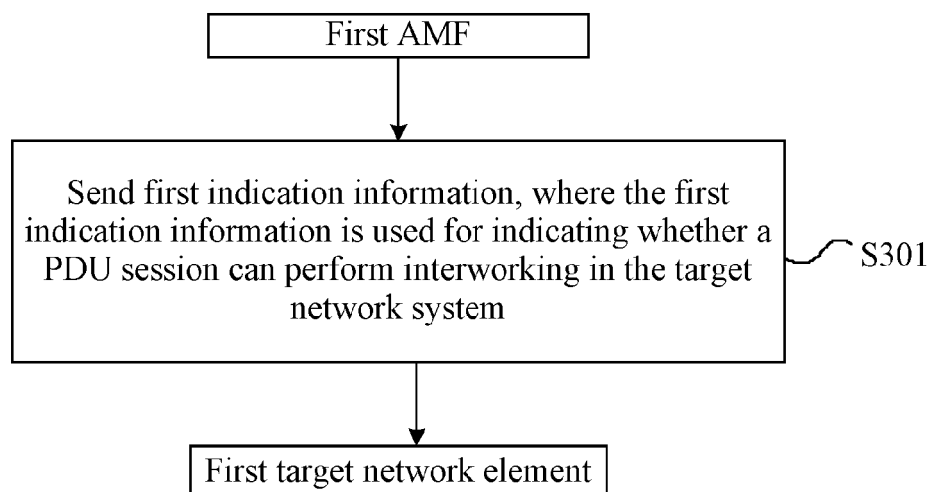 First AMF
Send first indication information, where the first
indication information is used for indicating whether a
PDU session can perform interworking in the target
network system
S301
First target network element